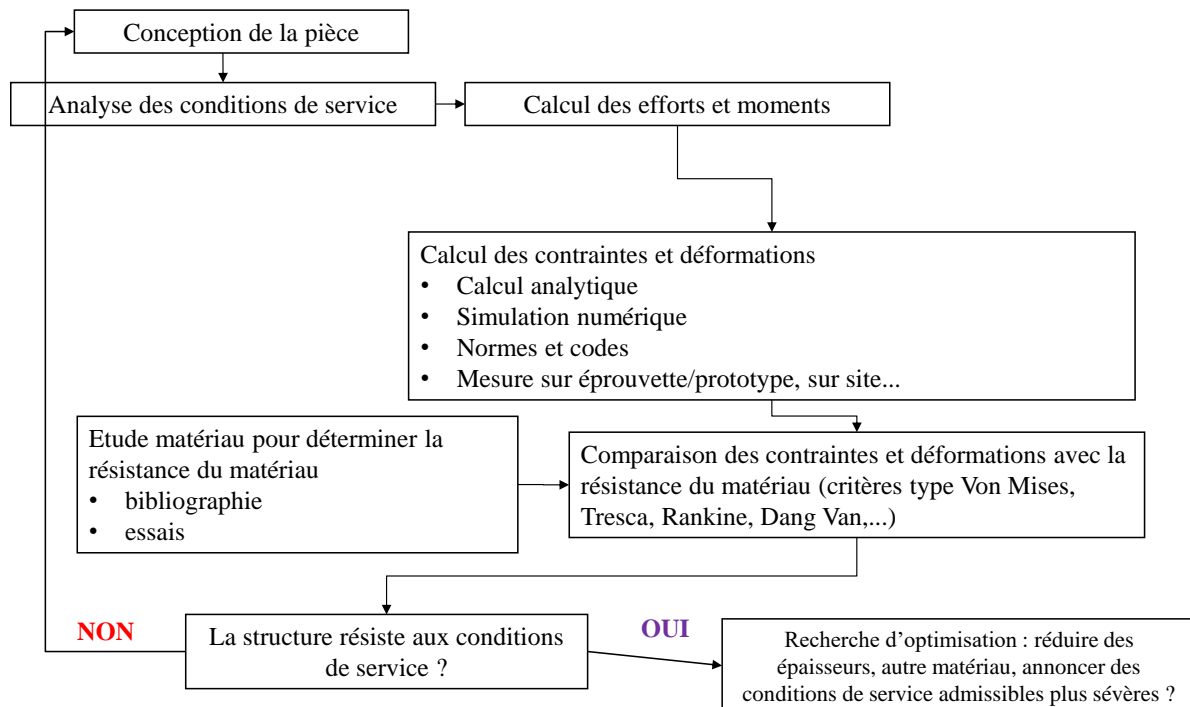 Conception de la pièce
Analyse des conditions de service
Calcul des efforts et moments
Calcul des contraintes et déformations
• Calcul analytique
• Simulation numérique
• Normes et codes
• Mesure sur éprouvette/prototype, sur site...
Etude matériau pour déterminer la
résistance du matériau
• bibliographie
• essais
Comparaison des contraintes et déformations avec la
résistance du matériau (critères type Von Mises,
Tresca, Rankine, Dang Van,...)
NON
La structure résiste aux conditions
de service ?
OUI
Recherche d’optimisation : réduire des
épaisseurs, autre matériau, annoncer des
conditions de service admissibles plus sévères ?